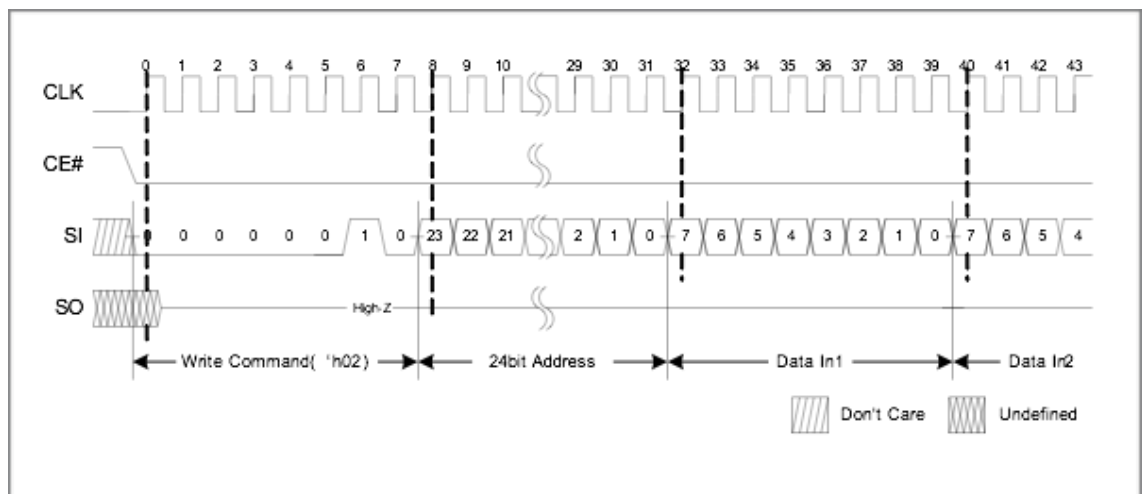 0 1 2 3 4 5 6 7 8 9 10 29 30 31 32 33 34 35 36 37 38 39 40 41 42 43
CLK
CE#
SI 0 0 0 0 0 0 1 0 23 22 21 2 1 0 7 6 5 4 3 2 1 0 7 6 5 4
SO High-Z
Write Command( 'h02) 24bit Address Data In1 Data In2
Don't Care Undefined